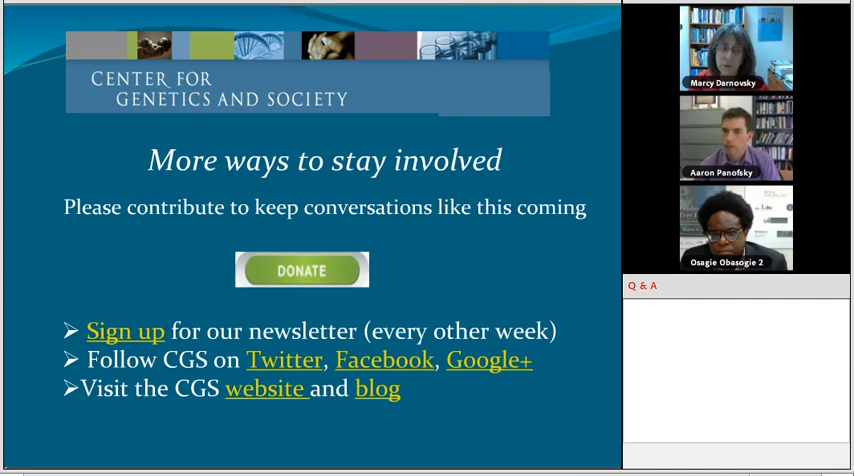 CENTER FOR
GENETICS AND SOCIETY
More ways to stay involved
Please contribute to keep conversations like this coming
DONATE
➢ Sign up for our newsletter (every other week)
➢ Follow CGS on Twitter, Facebook, Google+
➢Visit the CGS website and blog
Marcy Darnovsky
Aaron Panofsky
Osagie Obasogie 2
Q & A